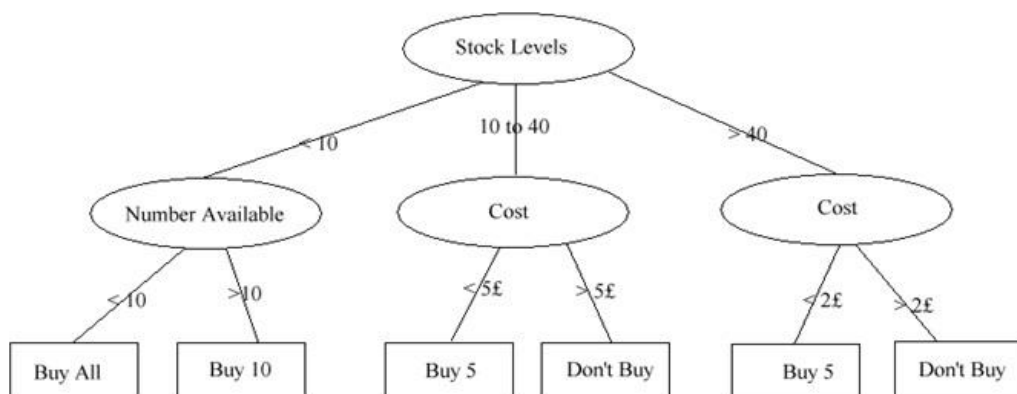 Stock Levels
< 10
10 to 40
> 40
Number Available
Cost
Cost
< 10
>10
< 5£
> 5£
< 2£
> 2£
Buy All
Buy 10
Buy 5
Don't Buy
Buy 5
Don't Buy